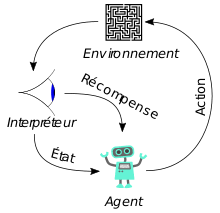 Environnement
Récompense
Action
Interpréteur
État
Agent